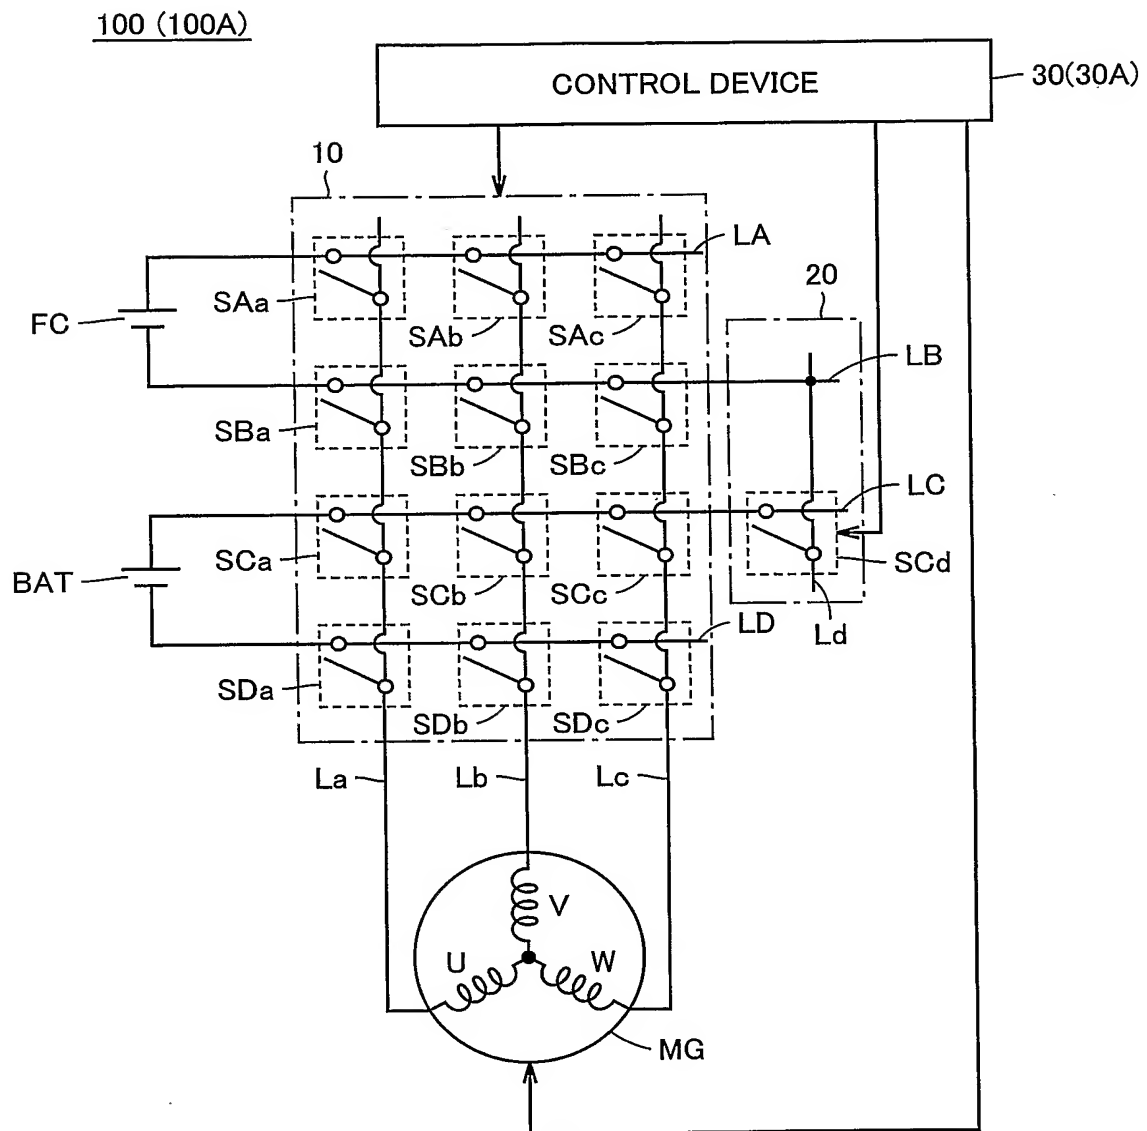 100 (100A)
CONTROL DEVICE
30(30A)
10
LA
SAa
SAb
SAc
20
FC
LB
SBa
SBb
SBc
LC
SCa
SCb
SCc
SCd
BAT
LD
Ld
SDa
SDb
SDc
La
Lb
Lc
V
U
W
MG